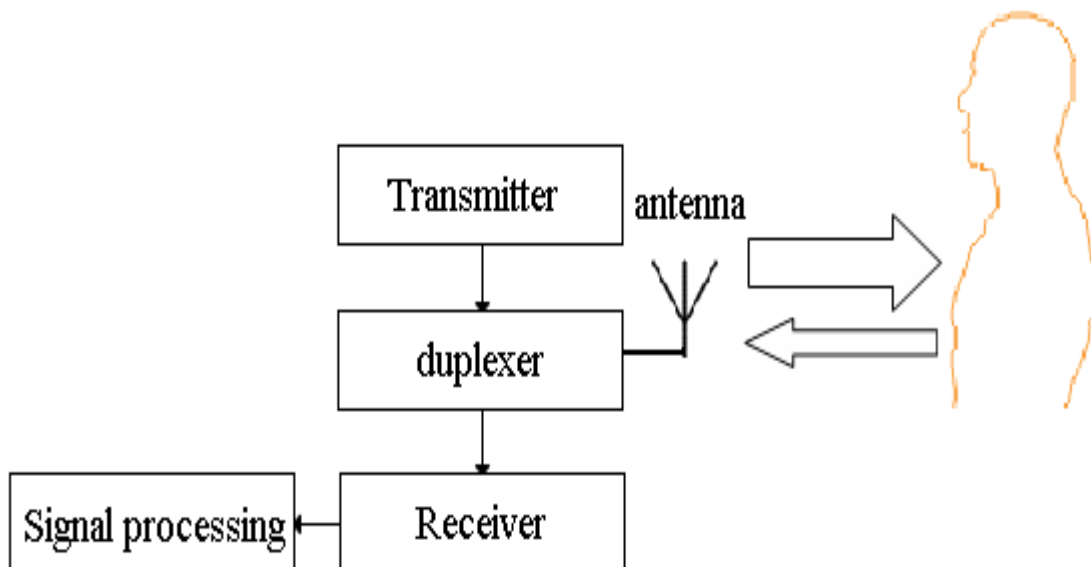 Transmitter
antenna
duplexer
Signal processing
Receiver